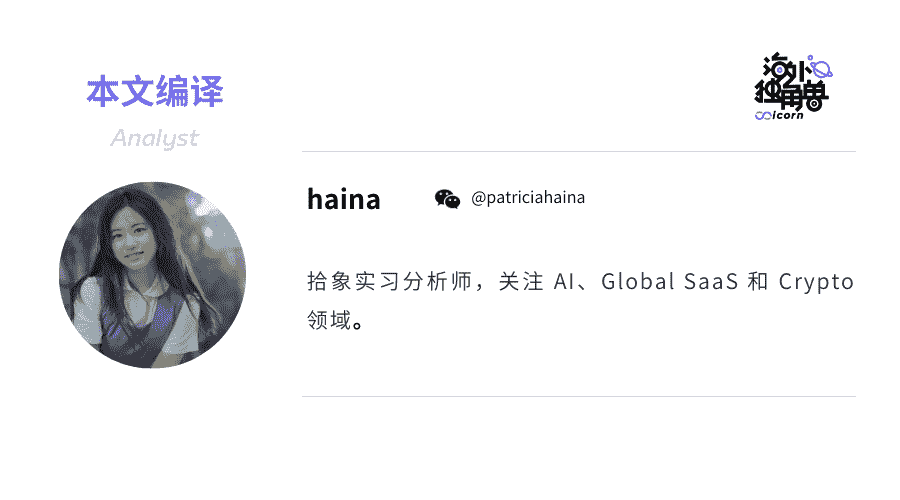 本文编译
Analyst
海外
独角兽
icorn
haina
@patriciahaina
拾象实习分析师，关注 AI、Global SaaS 和 Crypto
领域。